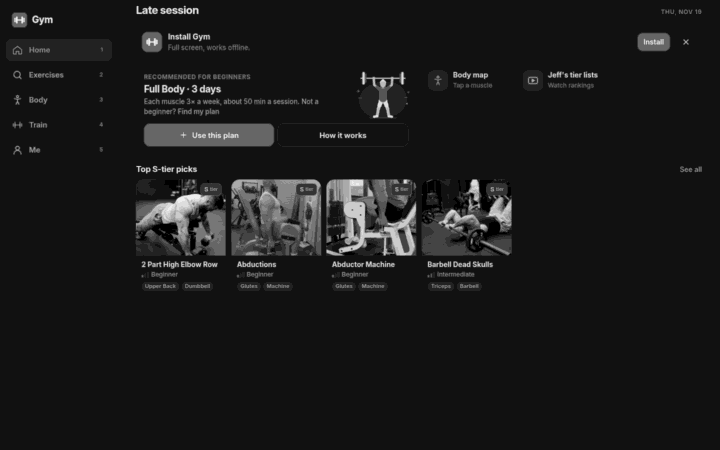 Gym
Home 1
Exercises 2
Body 3
Train 4
Me 5
Late session
THU, NOV 19
Install Gym
Full screen, works offline.
Install
RECOMMENDED FOR BEGINNERS
Full Body · 3 days
Each muscle 3× a week, about 50 min a session. Not a
beginner? Find my plan
+ Use this plan
How it works
Body map
Tap a muscle
Jeff's tier lists
Watch rankings
Top S-tier picks
See all
S tier
S tier
S tier
S tier
2 Part High Elbow Row
Beginner
Upper Back Dumbbell
Abductions
Beginner
Glutes Machine
Abductor Machine
Beginner
Glutes Machine
Barbell Dead Skulls
Intermediate
Triceps Barbell